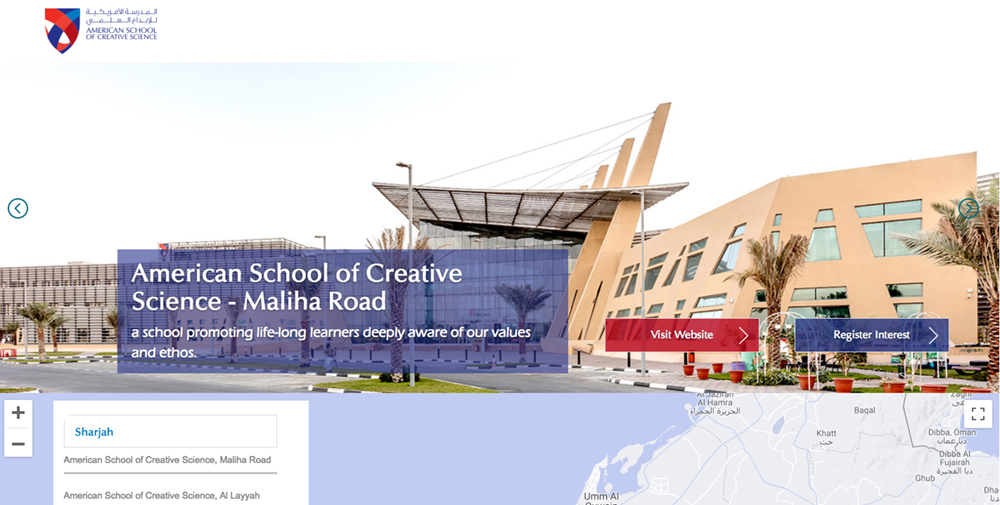 المدرسة الأمريكية
للإبداع العلمي
AMERICAN SCHOOL
OF CREATIVE SCIENCE
American School of Creative
Science - Maliha Road
a school promoting life-long learners deeply aware of our values
and ethos.
Visit Website
Register Interest
Sharjah
American School of Creative Science, Maliha Road
American School of Creative Science, Al Layyah
Al Jazirah
Al Hamra
الجزيرة الحمراء
Baqal
Khatt
خت
Dibba, Oman
دبا عمان
Dibba Al
Fujairah
دبا الفجيرة
Ghub
Umm Al